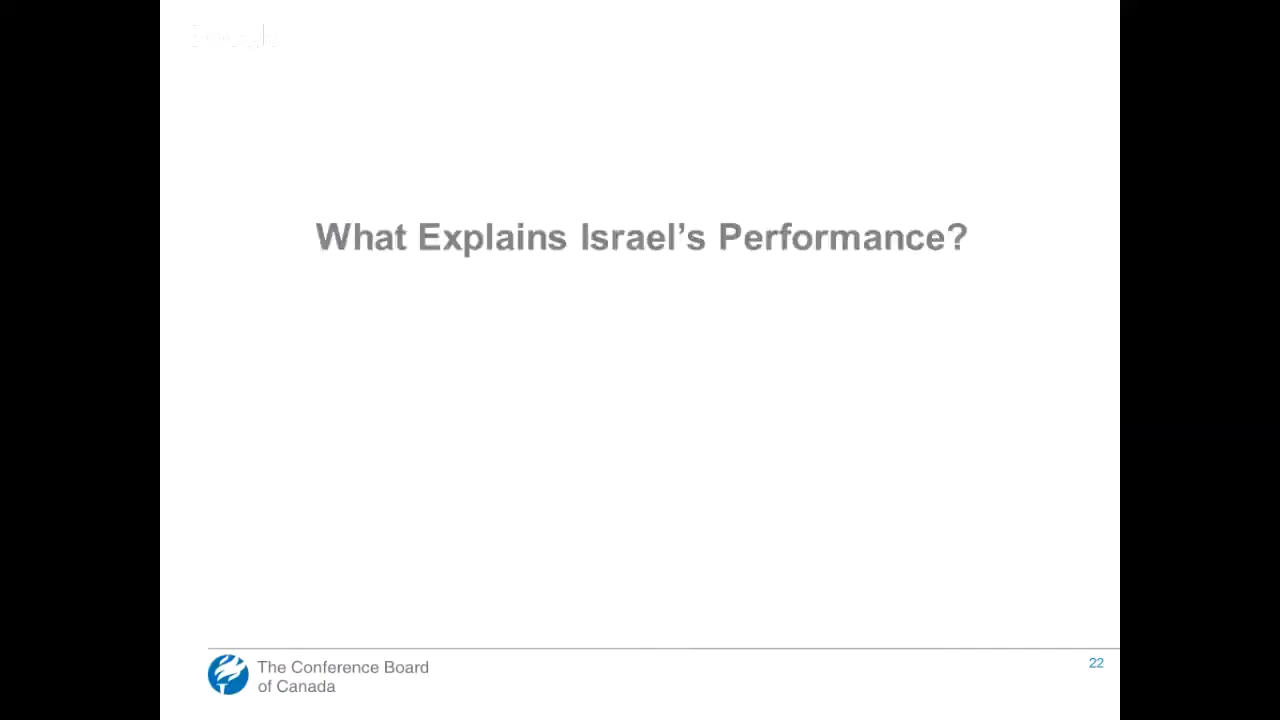 What Explains Israel’s Performance?
The Conference Board
of Canada
22